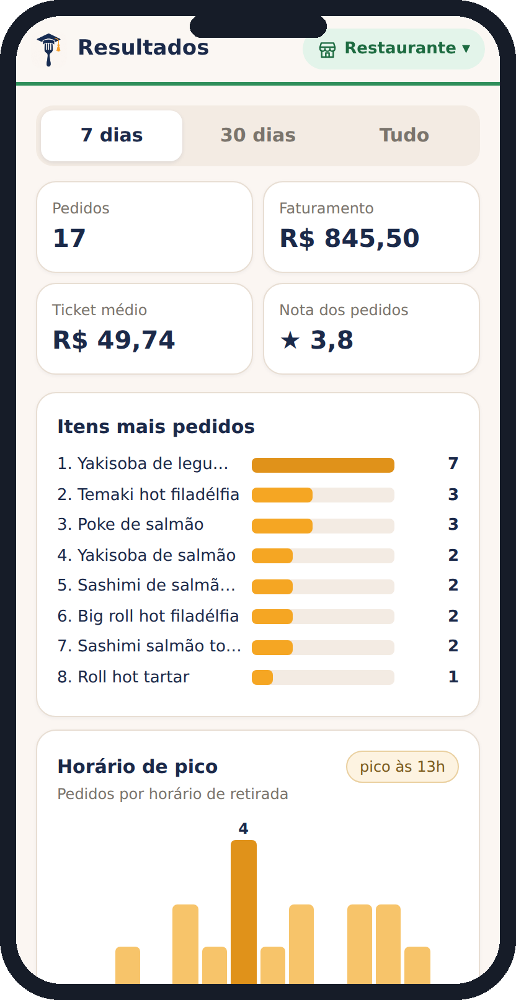 Resultados
Restaurante ▼
7 dias
30 dias
Tudo
Pedidos
17
Faturamento
R$ 845,50
Ticket médio
R$ 49,74
Nota dos pedidos
★ 3,8
Itens mais pedidos
1. Yakisoba de legu… 7
2. Temaki hot filadélfia 3
3. Poke de salmão 3
4. Yakisoba de salmão 2
5. Sashimi de salmã… 2
6. Big roll hot filadélfia 2
7. Sashimi salmão to… 2
8. Roll hot tartar 1
Horário de pico
pico às 13h
Pedidos por horário de retirada
4